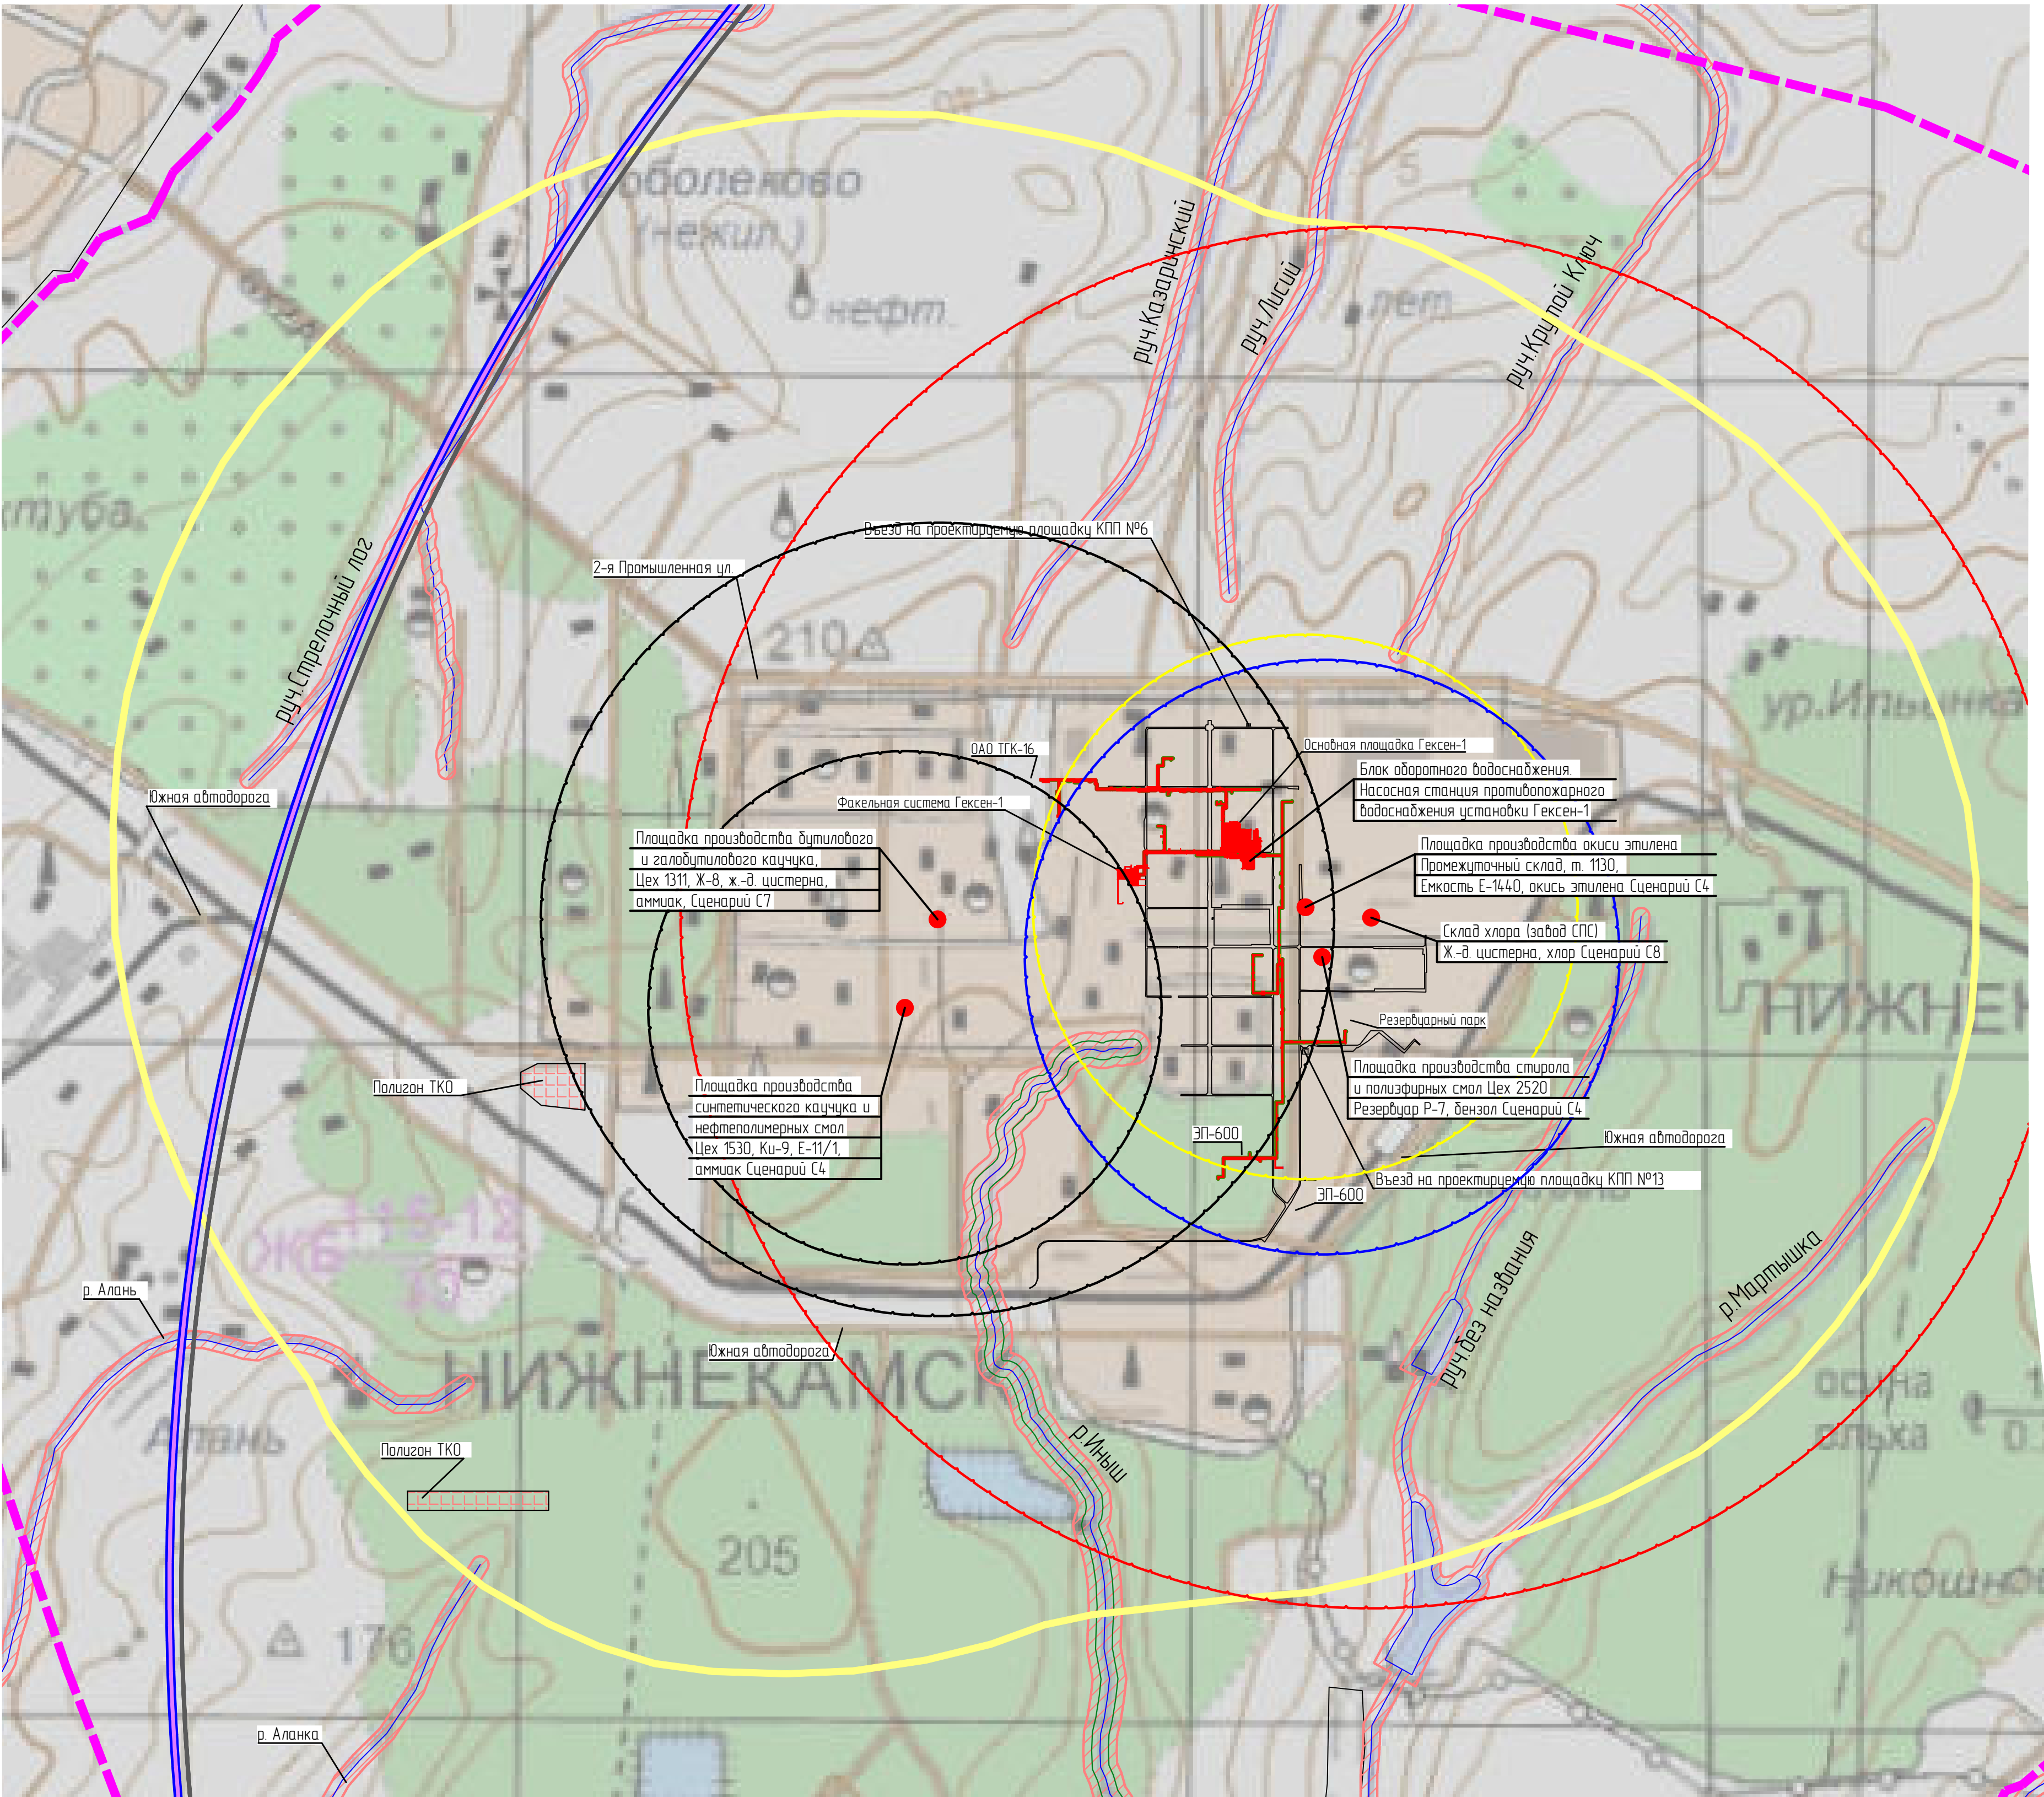 нефт.
(нежил.)
лет
5
руч.Казаринский
руч.Лисий
руч.Крутой Ключ
руч.Стрелочный лог
Въезд на проектируемую площадку КПП №6
2-я Промышленная ул.
210
ур.Ильинка
ОАО ТГК-16
Основная площадка Гексен-1
Блок оборотного водоснабжения.
Насосная станция противопожарного
водоснабжения установки Гексен-1
Факельная система Гексен-1
Южная автодорога
Площадка производства бутилового
и галобутилового каучука,
Цех 1311, Ж-8, ж.-д. цистерна,
аммиак, Сценарий С7
Площадка производства окиси этилена
Промежуточный склад, т. 1130,
Емкость Е-1440, окись этилена Сценарий С4
Склад хлора (завод СПС)
Ж.-д. цистерна, хлор Сценарий С8
НИЖНЕК
Резервуарный парк
Площадка производства стирола
и полиэфирных смол Цех 2520
Резервуар Р-7, бензол Сценарий С4
Полигон ТКО
Площадка производства
синтетического каучука и
нефтеполимерных смол
Цех 1530, Ки-9, Е-11/1,
аммиак Сценарий С4
ЭП-600
Южная автодорога
Въезд на проектируемую площадку КПП №13
ЭП-600
р. Алань
руч.без названия
р.Мартышка
Южная автодорога
НИЖНЕКАМС
Алань
осина
ольха
Полигон ТКО
р.Иныш
205
176
р. Аланка